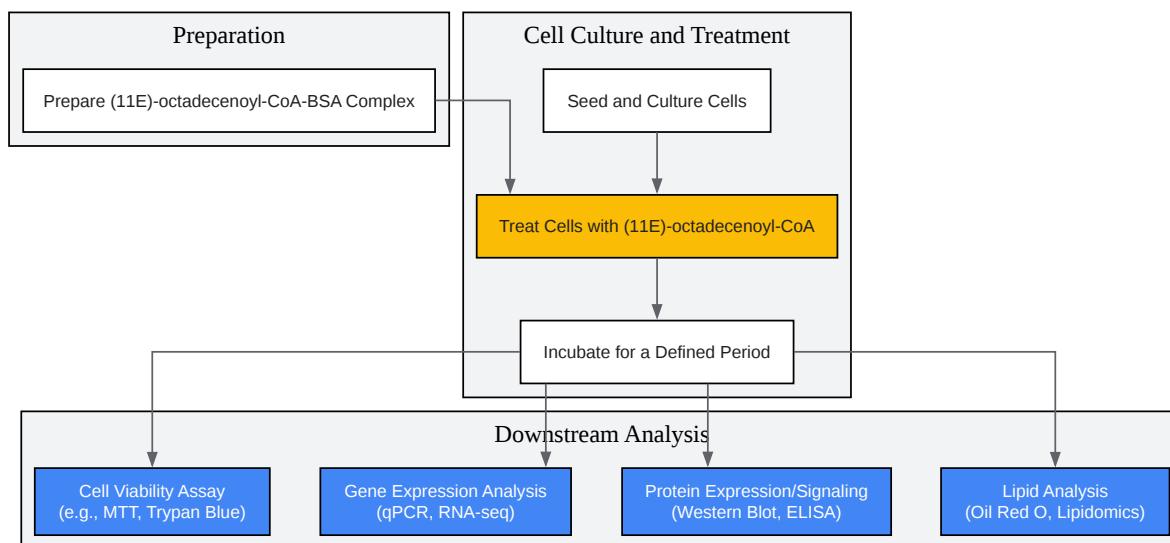 Preparation
Prepare (11E)-octadecenoyl-CoA-BSA Complex
Cell Culture and Treatment
Seed and Culture Cells
Treat Cells with (11E)-octadecenoyl-CoA
Incubate for a Defined Period
Downstream Analysis
Cell Viability Assay
(e.g., MTT, Trypan Blue)
Gene Expression Analysis
(qPCR, RNA-seq)
Protein Expression/Signaling
(Western Blot, ELISA)
Lipid Analysis
(Oil Red O, Lipidomics)